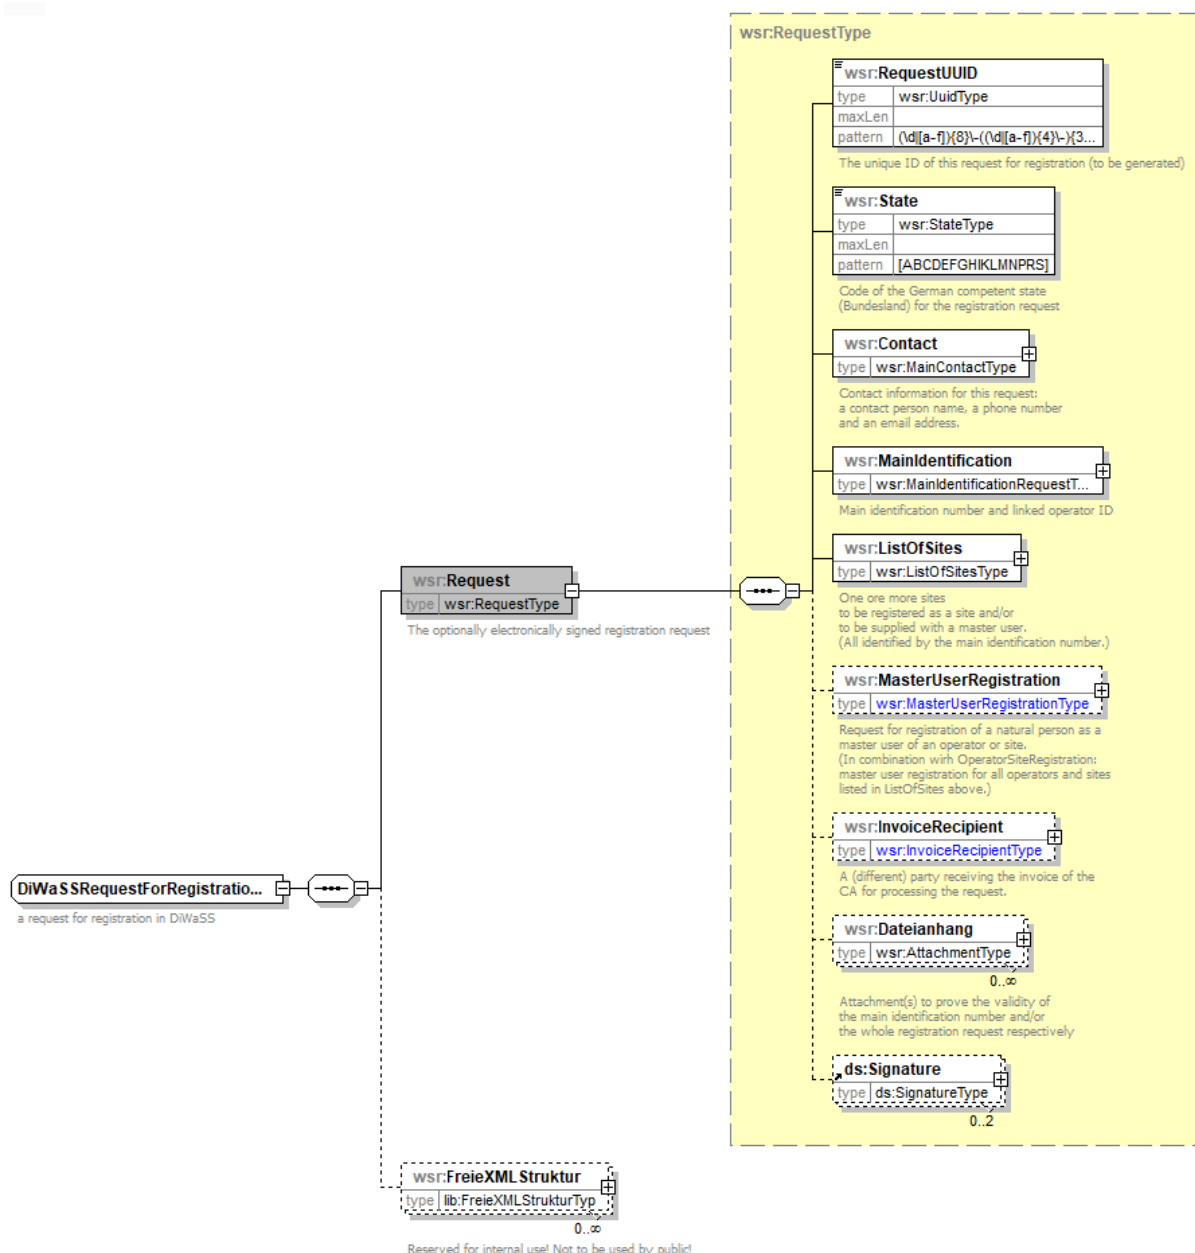 wsr:RequestType
wsr:RequestUUID
type wsr:UuidType
maxLen
pattern (\d|[a-f]){8}\-((\d|[a-f]){4}\-){3...
The unique ID of this request for registration (to be generated)
wsr:State
type wsr:StateType
maxLen
pattern [ABCDEFGHIKLMNPRS]
Code of the German competent state
(Bundesland) for the registration request
wsr:Contact
type wsr:MainContactType
Contact information for this request:
a contact person name, a phone number
and an email address.
wsr:MainIdentification
type wsr:MainIdentificationRequestT...
Main identification number and linked operator ID
wsr:ListOfSites
type wsr:ListOfSitesType
One ore more sites
to be registered as a site and/or
to be supplied with a master user.
(All identified by the main identification number.)
wsr:Request
type wsr:RequestType
The optionally electronically signed registration request
wsr:MasterUserRegistration
type wsr:MasterUserRegistrationType
Request for registration of a natural person as a
master user of an operator or site.
(In combination wirh OperatorSiteRegistration:
master user registration for all operators and sites
listed in ListOfSites above.)
wsr:InvoiceRecipient
type wsr:InvoiceRecipientType
A (different) party receiving the invoice of the
CA for processing the request.
DiWaSSRequestForRegistratio...
a request for registration in DiWaSS
wsr:Dateianhang
type wsr:AttachmentType
0..∞
Attachment(s) to prove the validity of
the main identification number and/or
the whole registration request respectively
ds:Signature
type ds:SignatureType
0..2
wsr:FreieXMLStruktur
type lib:FreieXMLStrukturTyp
0..∞
Reserved for internal use! Not to be used by public!